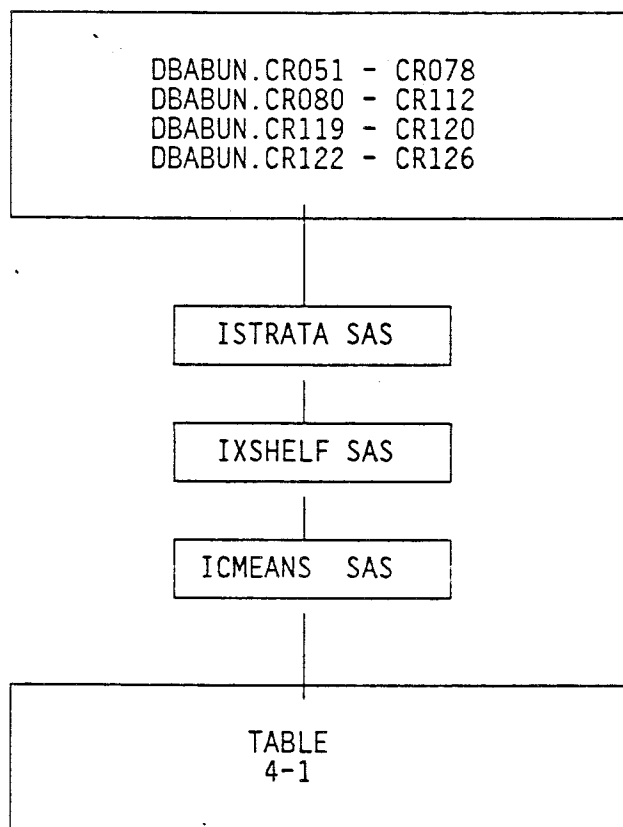 DBABUN.CR051 - CR078
DBABUN.CR080 - CR112
DBABUN.CR119 - CR120
DBABUN.CR122 - CR126
ISTRATA SAS
IXSHELF SAS
ICMEANS SAS
TABLE
4-1